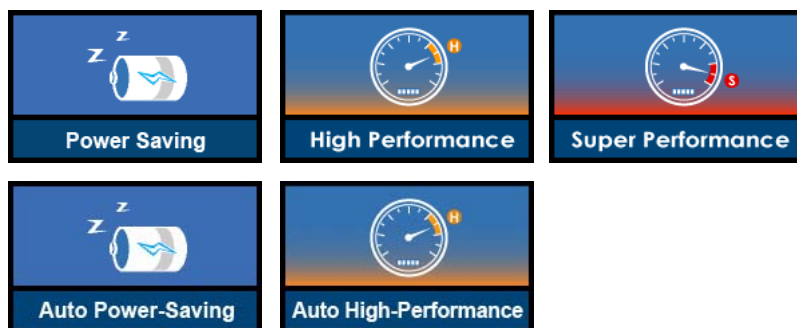 z
Z
H
S
Power Saving
High Performance
Super Performance
z
Z
H
Auto Power-Saving
Auto High-Performance